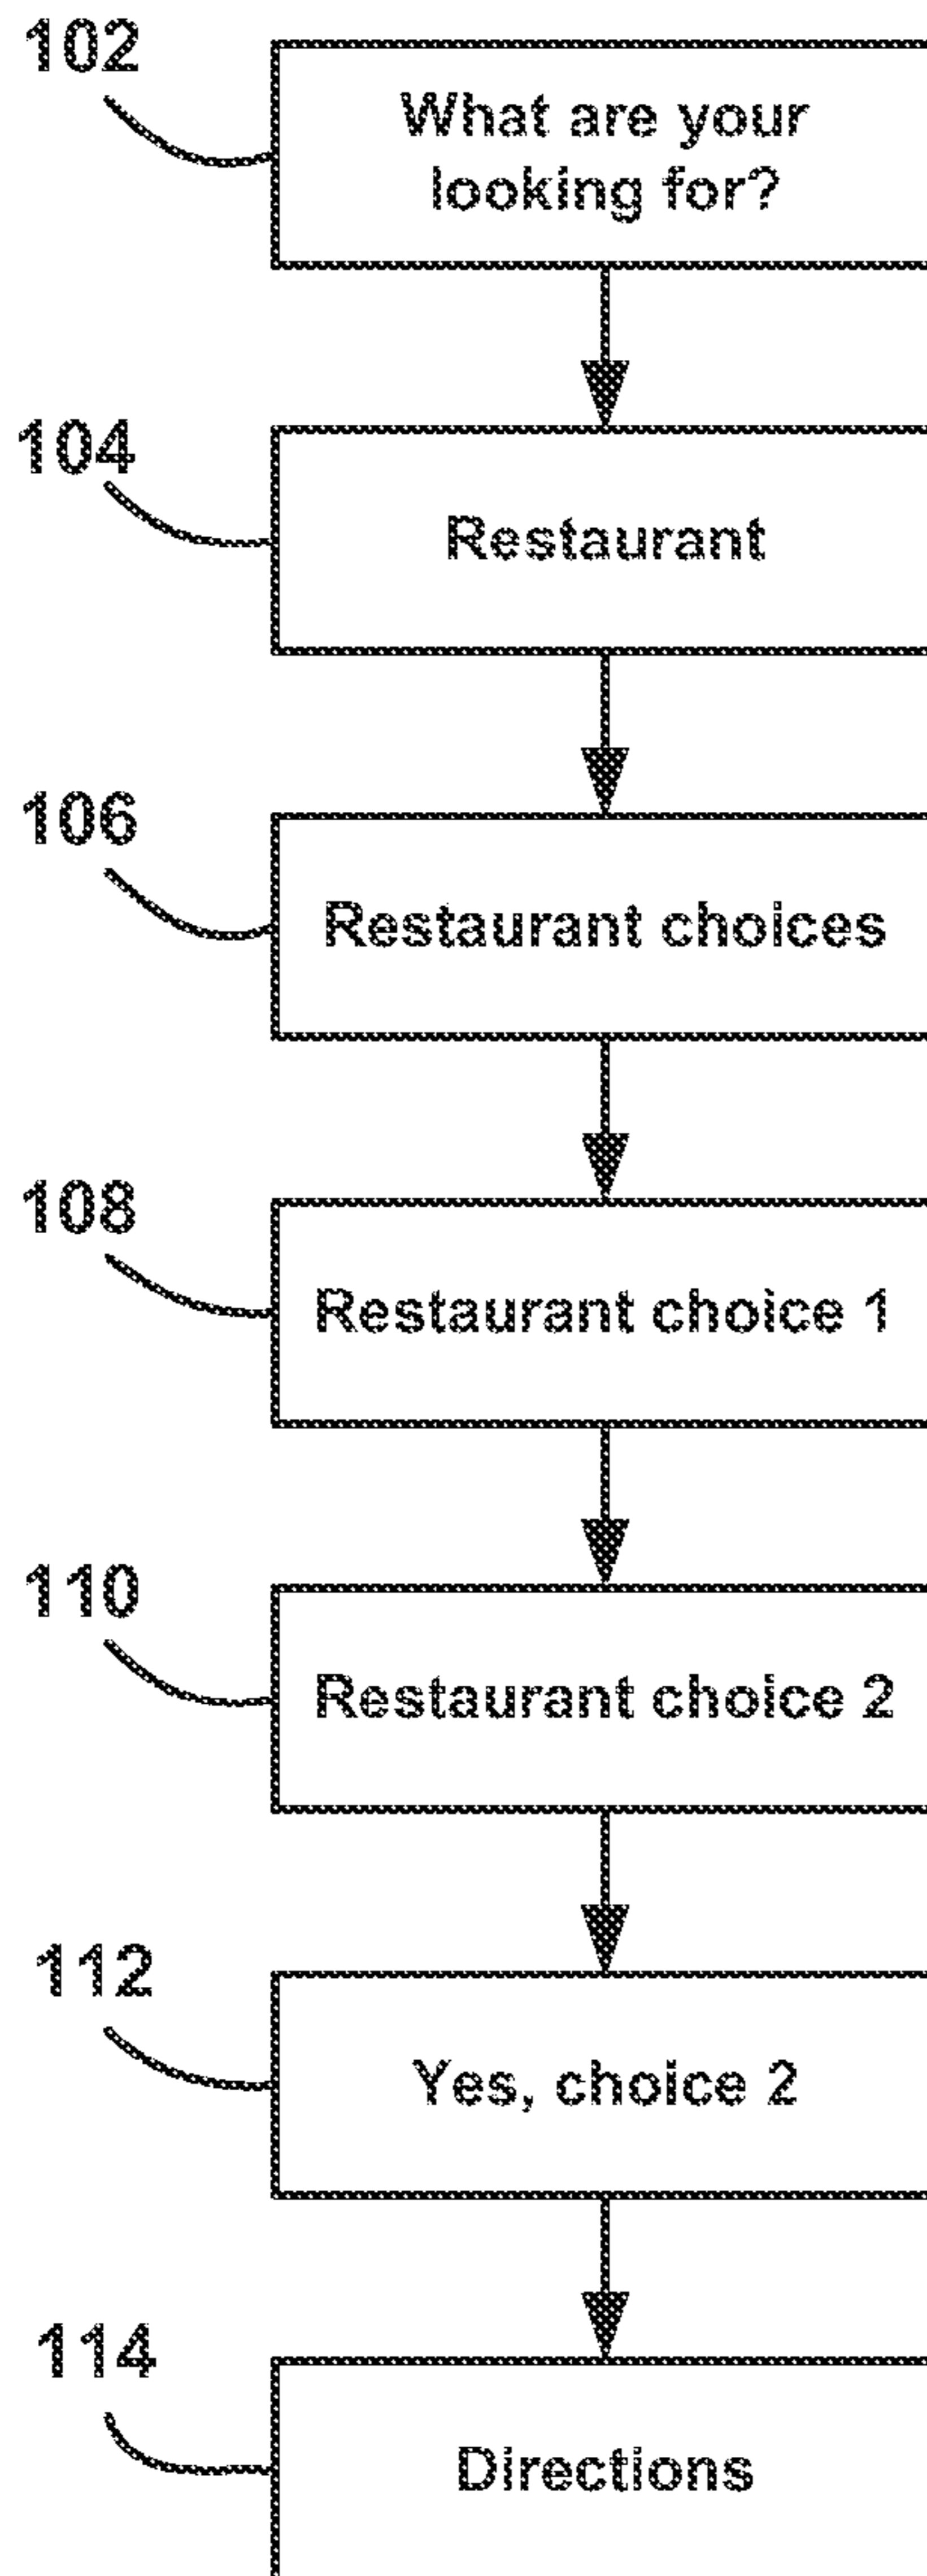 102
What are your
looking for?
104
Restaurant
106
Restaurant choices
108
Restaurant choice 1
110
Restaurant choice 2
112
Yes, choice 2
114
Directions